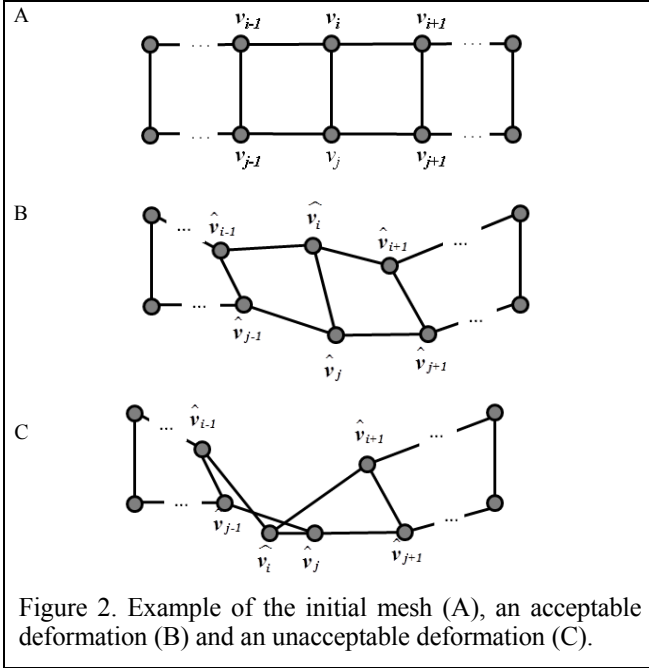 A
v_{i-1} v_i v_{i+1}
... ...
... ...
v_{j-1} v_j v_{j+1}
B
... v̂_{i-1} v̂_i v̂_{i+1} ...
... v̂_{j-1} v̂_j v̂_{j+1} ...
C
... v̂_{i-1} v̂_{i+1} ...
... v̂_{j-1} v̂_i v̂_j v̂_{j+1} ...
Figure 2. Example of the initial mesh (A), an acceptable
deformation (B) and an unacceptable deformation (C).